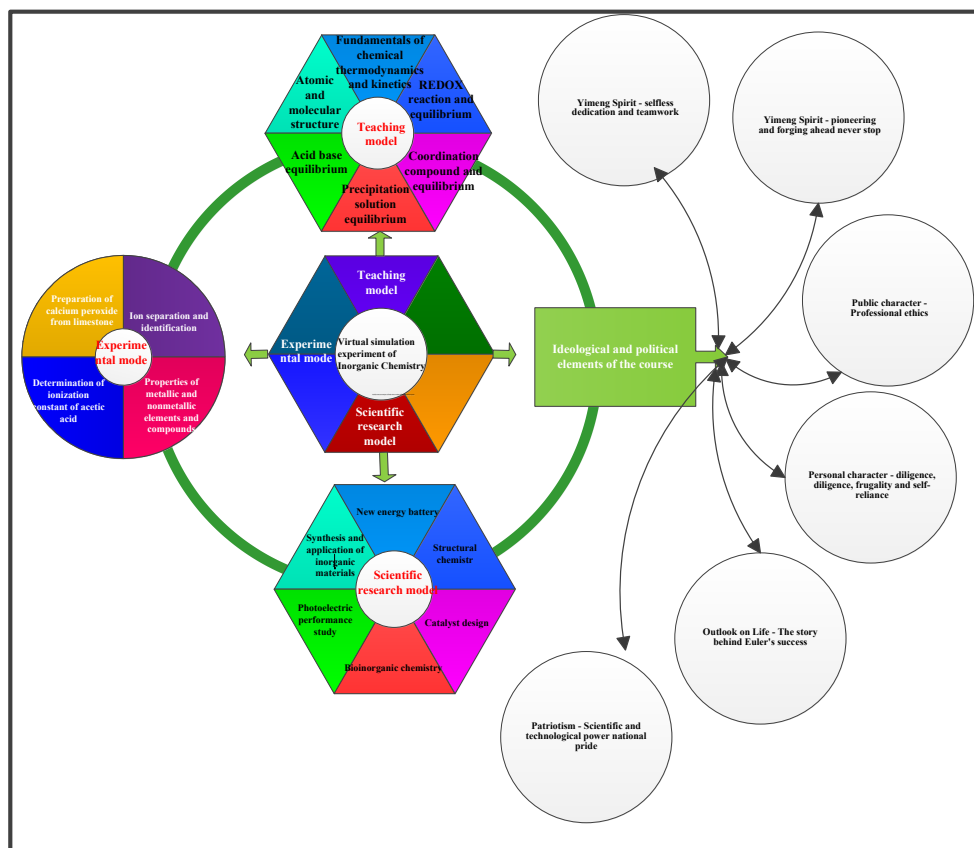 Fundamentals of
chemical
thermodynamics
and kinetics
Atomic
and
molecular
structure
REDOX
reaction and
equilibrium
Teaching
model
Acid base
equilibrium
Coordination
compound and
equilibrium
Precipitation
solution
equilibrium
Preparation of
calcium peroxide
from limestone
Ion separation and
identification
Experime
ntal mode
Determination of
ionization
constant of acetic
acid
Properties of
metallic and
nonmetallic
elements and
compounds
Teaching
model
Experime
ntal mode
Virtual simulation
experiment of
Inorganic Chemistry
Scientific
research
model
New energy battery
Synthesis and
application of
inorganic
materials
Structural
chemistr
Scientific
research model
Photoelectric
performance
study
Catalyst design
Bioinorganic chemistry
Ideological and political
elements of the course
Yimeng Spirit - selfless
dedication and teamwork
Yimeng Spirit - pioneering
and forging ahead never stop
Public character -
Professional ethics
Personal character - diligence,
diligence, frugality and self-
reliance
Outlook on Life - The story
behind Euler's success
Patriotism - Scientific and
technological power national
pride